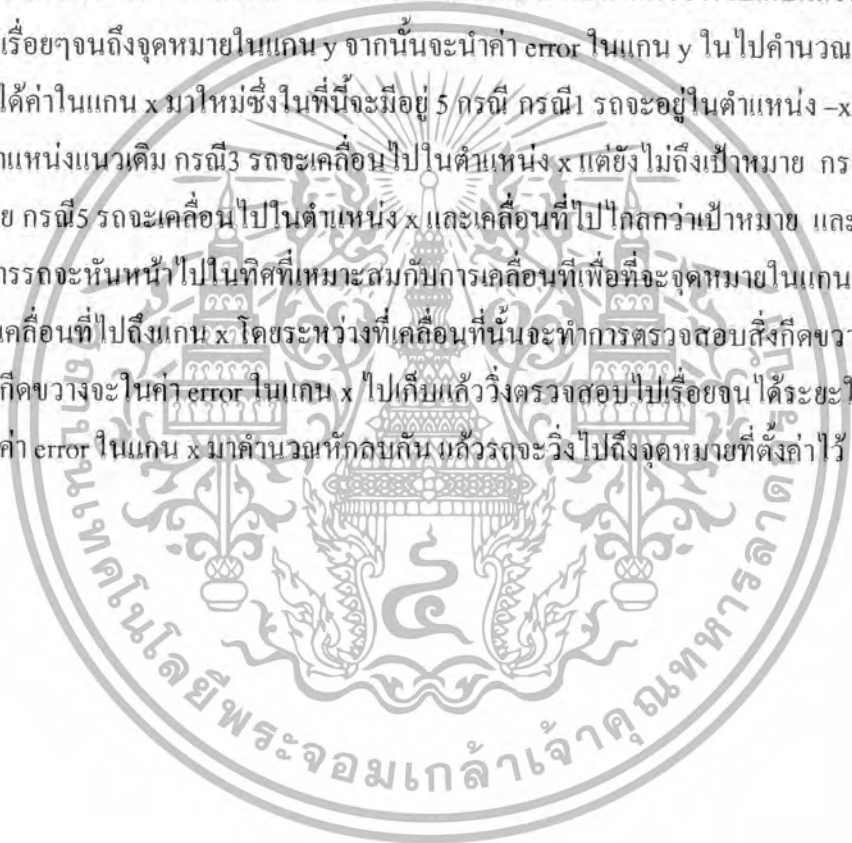 เรื่อยๆจนถึงจุดหมายในแกน y จากนั้นจะนำค่า error ในแกน y ในไปคำนวณ
ได้ค่าในแกน x มาใหม่ซึ่งในที่นี้จะมีอยู่ 5 กรณี กรณี1 รถจะอยู่ในตำแหน่ง –x
แหน่งแนวเดิม กรณี3 รถจะเคลื่อนไปในตำแหน่ง x แต่ยังไม่ถึงเป้าหมาย กร
ย กรณี5 รถจะเคลื่อนไปในตำแหน่ง x และเคลื่อนที่ไปไกลกว่าเป้าหมาย และ
ารรถจะหันหน้าไปในทิศที่เหมาะสมกับการเคลื่อนที่เพื่อที่จะจุดหมายในแกน
เคลื่อนที่ไปถึงแกน x โดยระหว่างที่เคลื่อนที่นั้นจะทำการตรวจสอบสิ่งกีดขวา
กีดขวางจะในค่า error ในแกน x ไปเก็บแล้ววิ่งตรวจสอบไปเรื่อยจนได้ระยะใ
ค่า error ในแกน x มาคำนวณหักลบกัน แล้วรถจะวิ่งไปถึงจุดหมายที่ตั้งค่าไว้
เทคโนโลยีพระจอมเกล้าเจ้าคุณทหารลาด